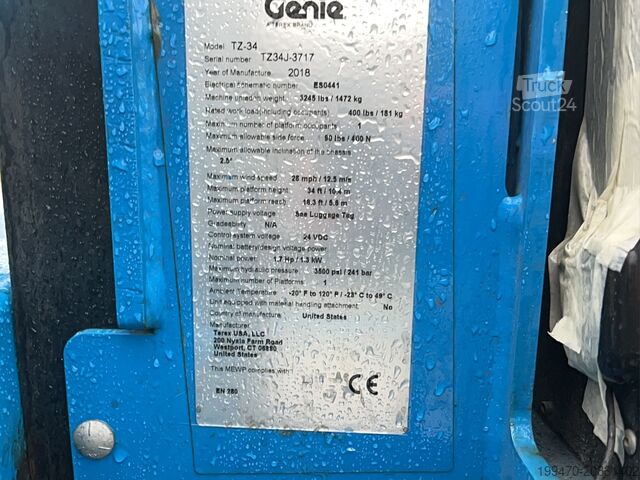 Genie
A TEREX BRAND
Truck
Scout24
Model TZ-34
Serial number TZ34J-3717
Year of Manufacture 2018
Electrical schematic number ES0441
Machine unladen weight 3245 lbs / 1472 kg
Rated work load(including occupants) 400 lbs / 181 kg
Maximum number of platform occupants 1
Maximum allowable side force 90 lbs / 400 N
Maximum allowable inclination of the chassis
2.5°
Maximum wind speed 28 mph / 12.5 m/s
Maximum platform height 34 ft / 10.4 m
Maximum platform reach 18.3 ft / 5.6 m
Power supply voltage See Luggage Tag
Gradeability N/A
Control system voltage 24 VDC
Nominal battery/design voltage power
Nominal power 1.7 Hp / 1.3 kW
Maximum hydraulic pressure 3500 psi / 241 bar
Maximum number of Platforms 1
Ambient Temperature -20° F to 120° F / -29° C to 49° C
Unit equipped with material handling attachment: No
Country of manufacture United States
Manufacturer
Terex USA, LLC
200 Nyala Farm Road
Westport, CT 06880
United States
This MEWP complies with:
CE
EN 280